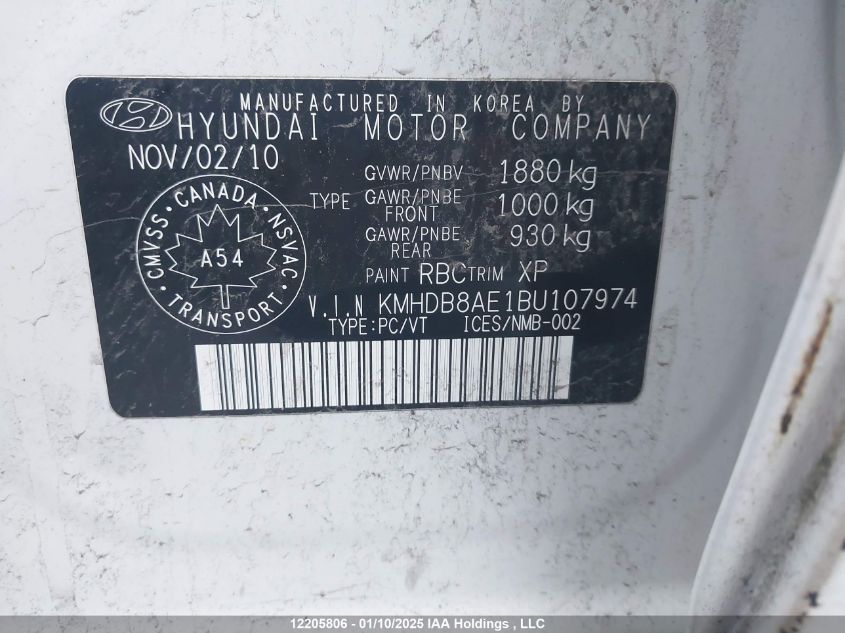 MANUFACTURED IN KOREA BY
HYUNDAI MOTOR COMPANY
NOV/02/10
GVWR/PNBV 1880 kg
TYPE GAWR/PNBE FRONT 1000 kg
GAWR/PNBE REAR 930 kg
PAINT RBC TRIM XP
CMVSS · CANADA · NSVAC · TRANSPORT ·
A54
V.I.N KMHDB8AE1BU107974
TYPE:PC/VT ICES/NMB-002
12205806 - 01/10/2025 IAA Holdings , LLC